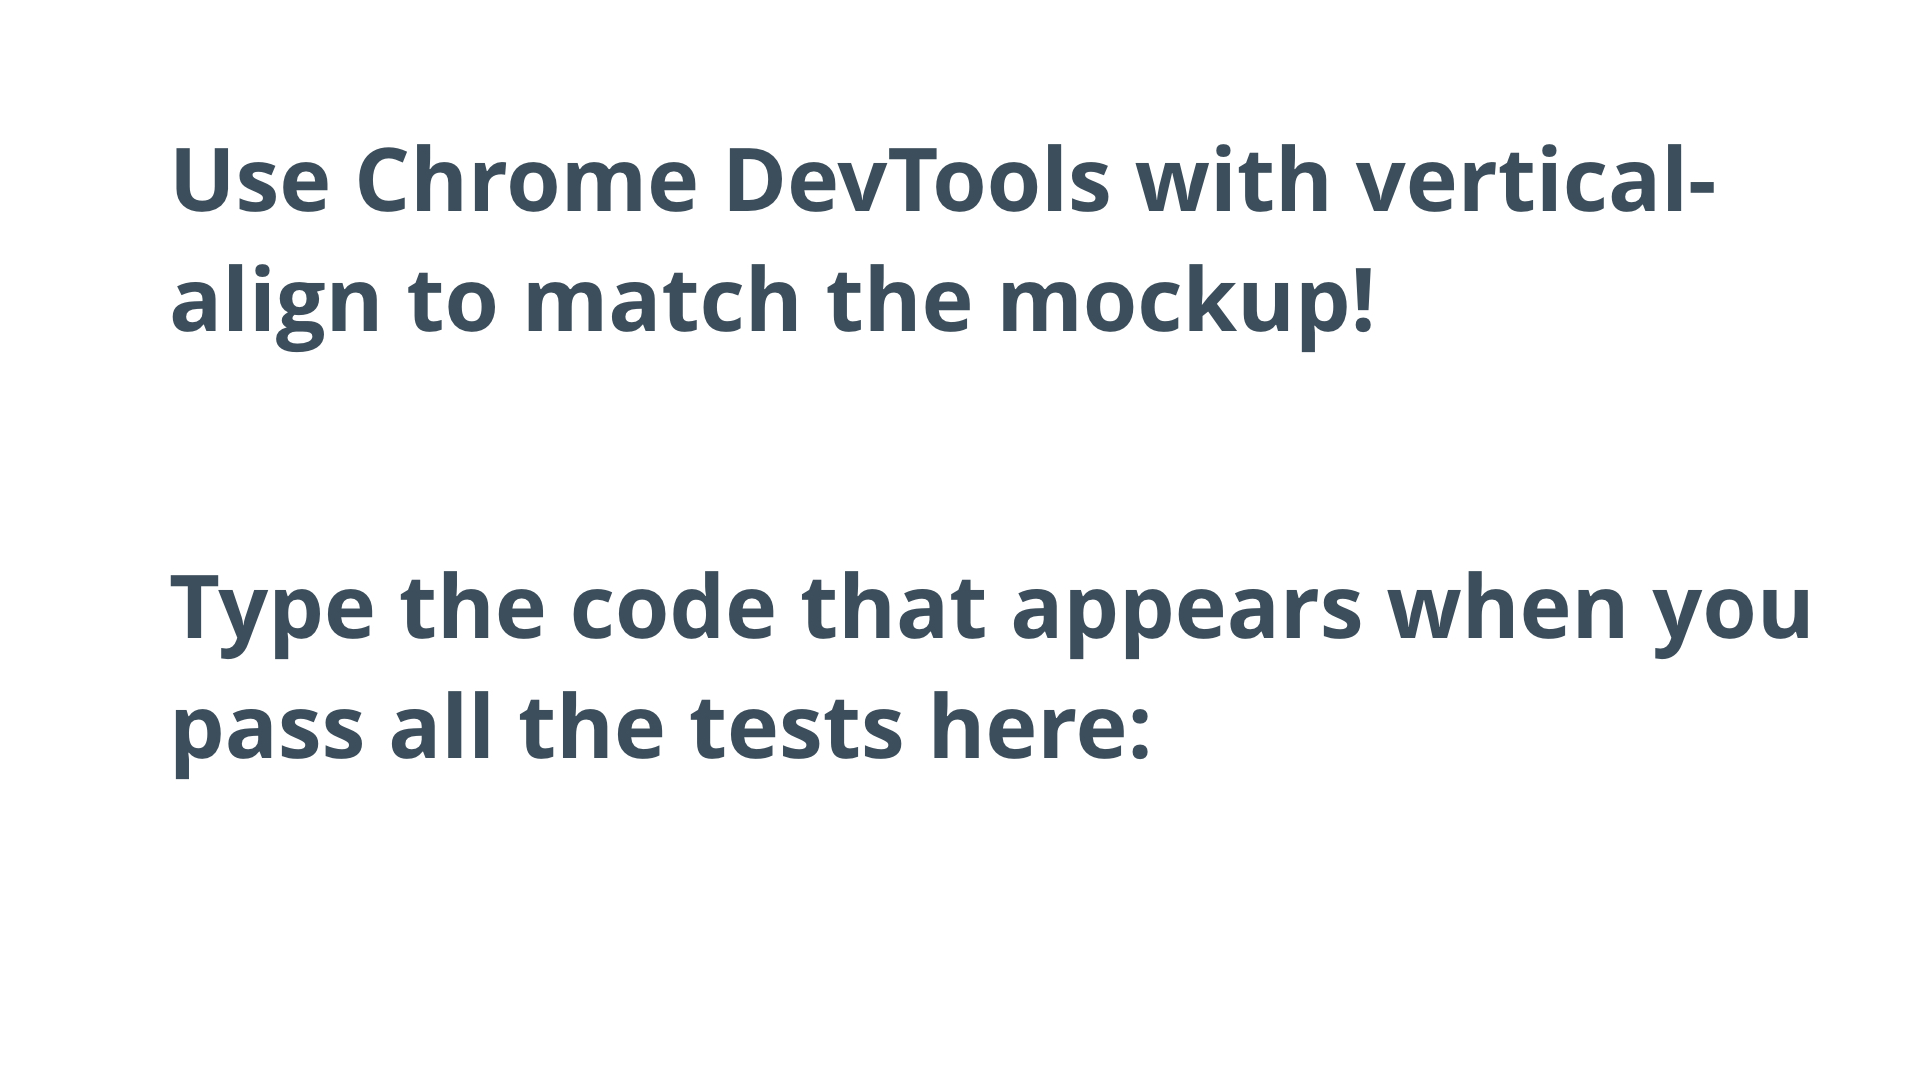 Use Chrome DevTools with vertical-
align to match the mockup!
Type the code that appears when you
pass all the tests here: